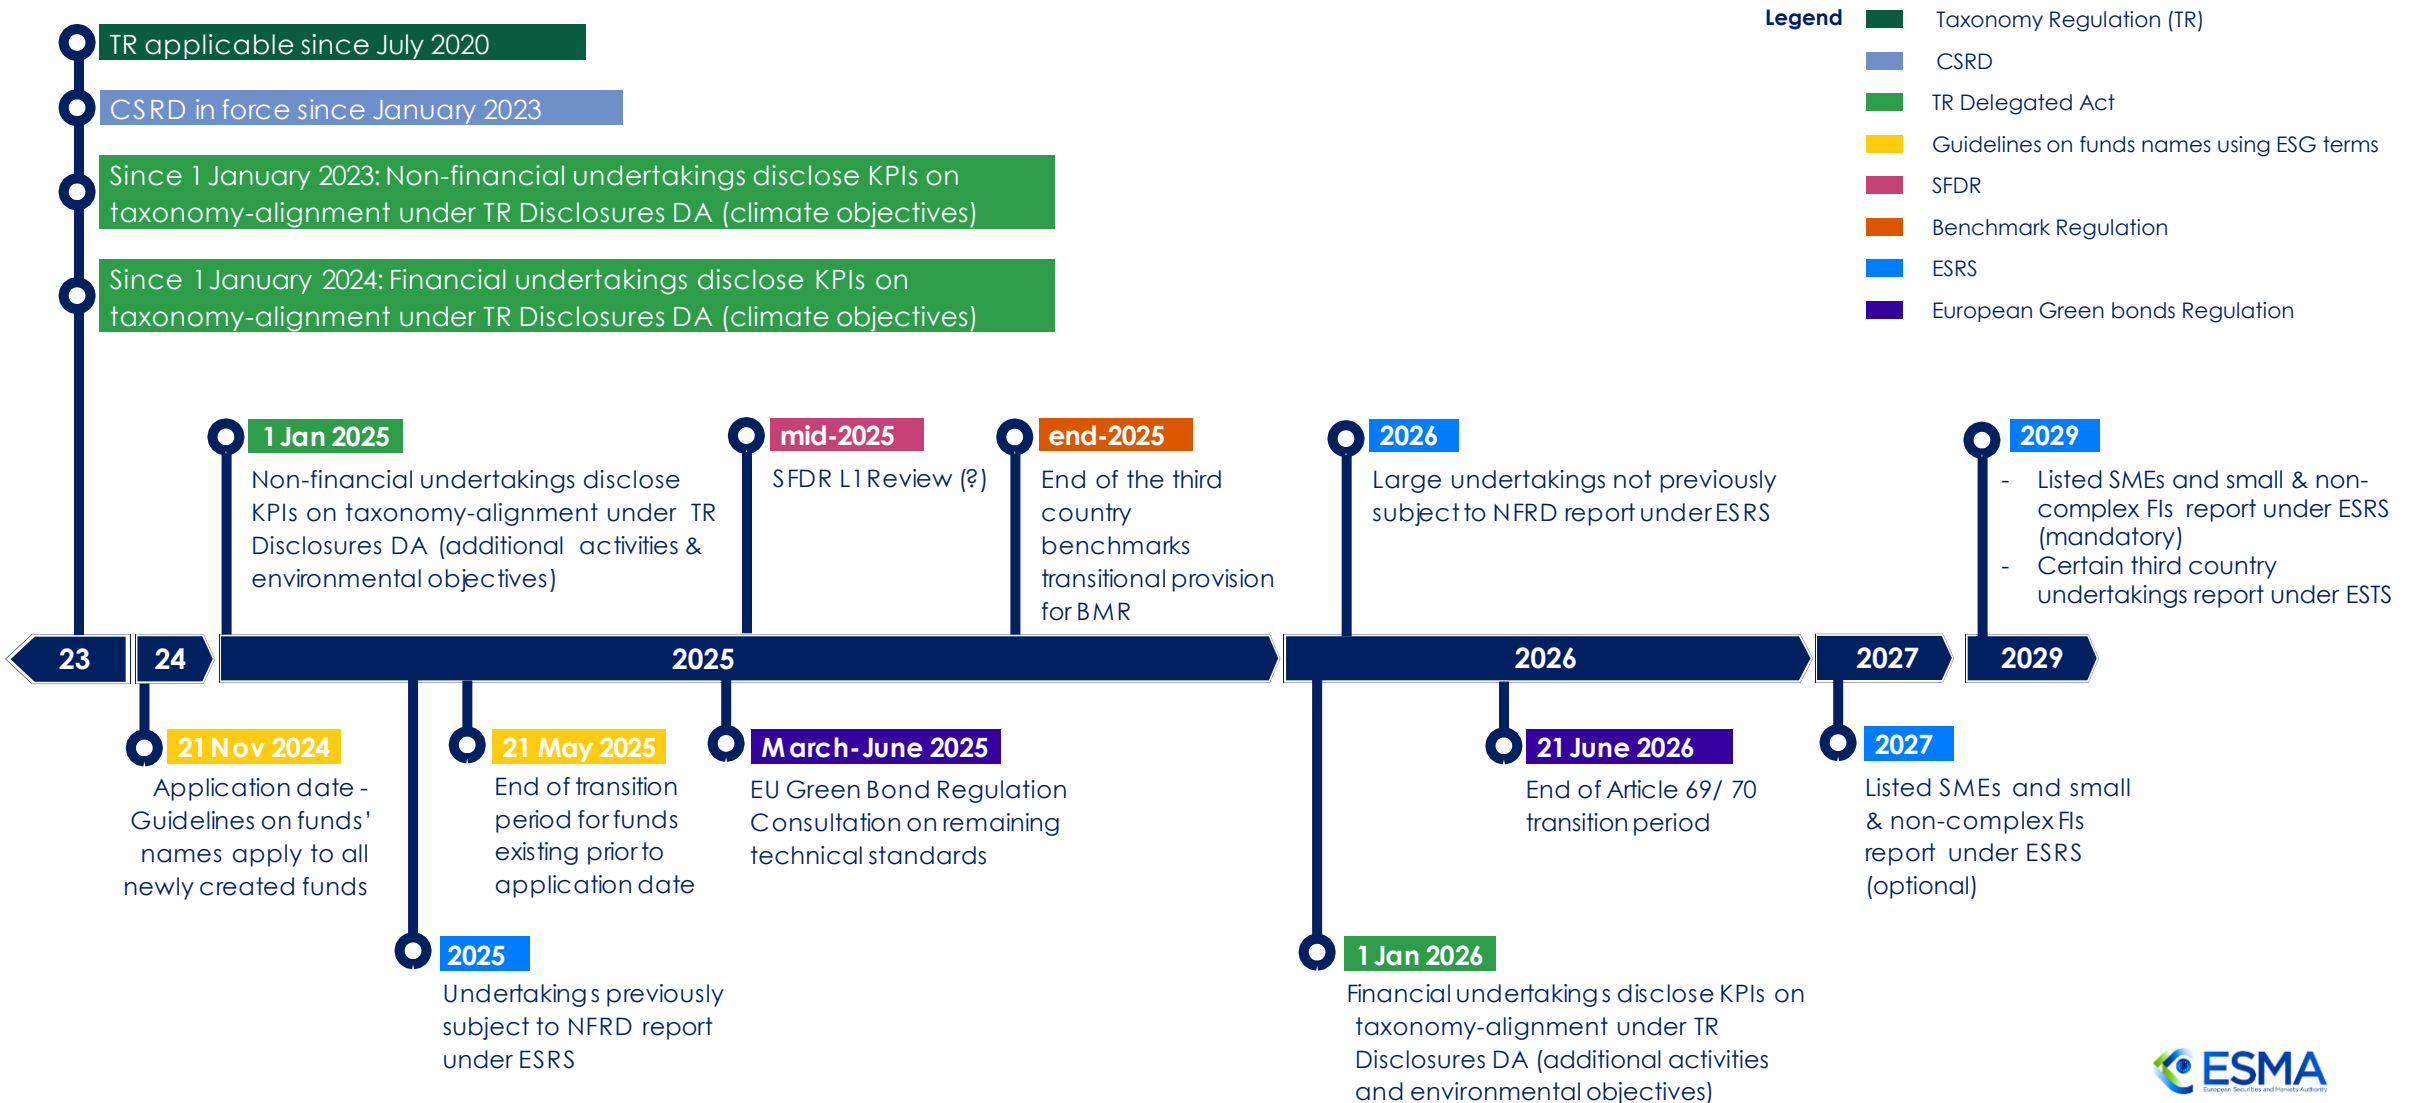 TR applicable since July 2020
CSRD in force since January 2023
Since 1 January 2023: Non-financial undertakings disclose KPIs on
taxonomy-alignment under TR Disclosures DA (climate objectives)
Since 1 January 2024: Financial undertakings disclose KPIs on
taxonomy-alignment under TR Disclosures DA (climate objectives)
Legend
Taxonomy Regulation (TR)
CSRD
TR Delegated Act
Guidelines on funds names using ESG terms
SFDR
Benchmark Regulation
ESRS
European Green bonds Regulation
1 Jan 2025
Non-financial undertakings disclose
KPIs on taxonomy-alignment under TR
Disclosures DA (additional activities &
environmental objectives)
mid-2025
SFDR L1 Review (?)
end-2025
End of the third
country
benchmarks
transitional provision
for BMR
2026
Large undertakings not previously
subject to NFRD report under ESRS
2029
- Listed SMEs and small & non-
complex FIs report under ESRS
(mandatory)
- Certain third country
undertakings report under ESTS
23
24
2025
2026
2027
2029
21 Nov 2024
Application date -
Guidelines on funds'
names apply to all
newly created funds
21 May 2025
End of transition
period for funds
existing prior to
application date
March-June 2025
EU Green Bond Regulation
Consultation on remaining
technical standards
21 June 2026
End of Article 69/ 70
transition period
2027
Listed SMEs and small
& non-complex FIs
report under ESRS
(optional)
2025
Undertakings previously
subject to NFRD report
under ESRS
1 Jan 2026
Financial undertakings disclose KPIs on
taxonomy-alignment under TR
Disclosures DA (additional activities
and environmental objectives)
ESMA
European Securities and Markets Authority